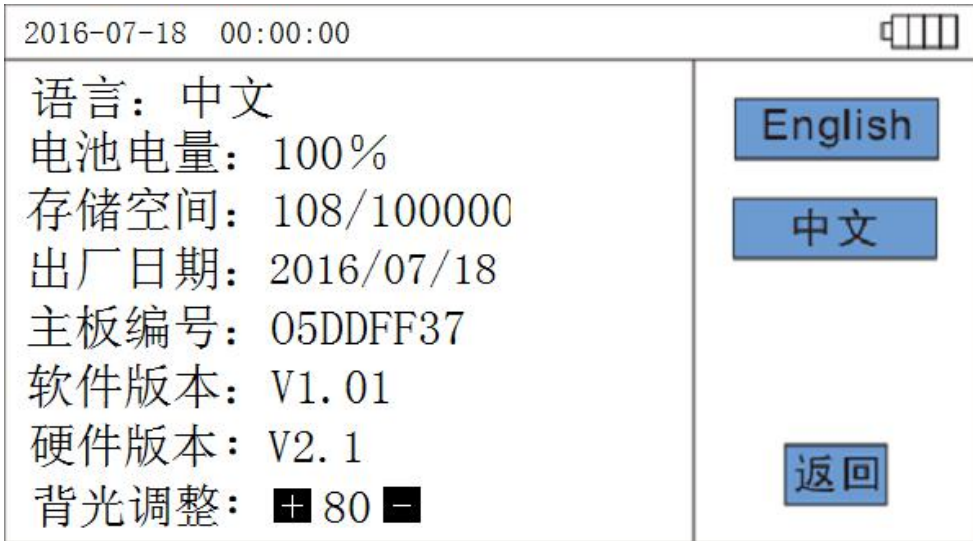 2016-07-18 00:00:00
语言：中文
电池电量：100%
存储空间：108/100000
出厂日期：2016/07/18
主板编号：05DDFF37
软件版本：V1.01
硬件版本：V2.1
背光调整：+ 80 -
English
中文
返回